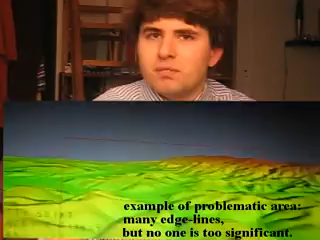 example of problematic area:
many edge-lines,
but no one is too significant.